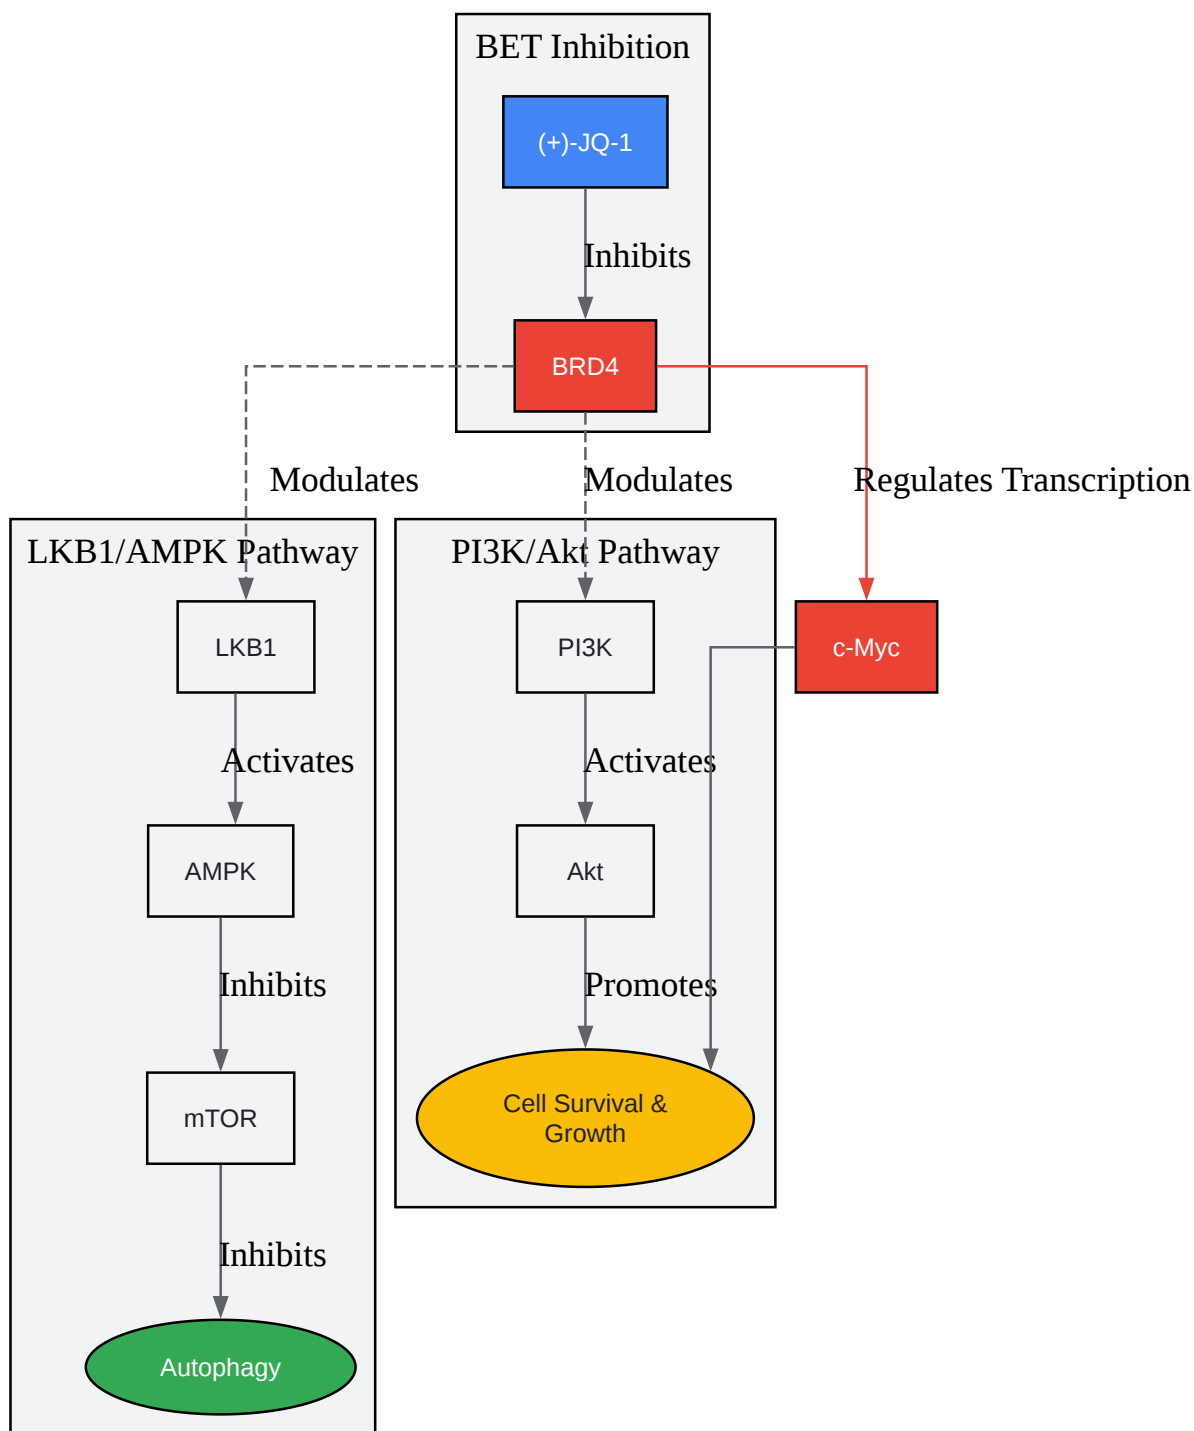 BET Inhibition
(+)-JQ-1
Inhibits
BRD4
Modulates
Modulates
Regulates Transcription
LKB1/AMPK Pathway
PI3K/Akt Pathway
LKB1
PI3K
c-Myc
Activates
Activates
AMPK
Akt
Inhibits
Promotes
mTOR
Cell Survival &
Growth
Inhibits
Autophagy